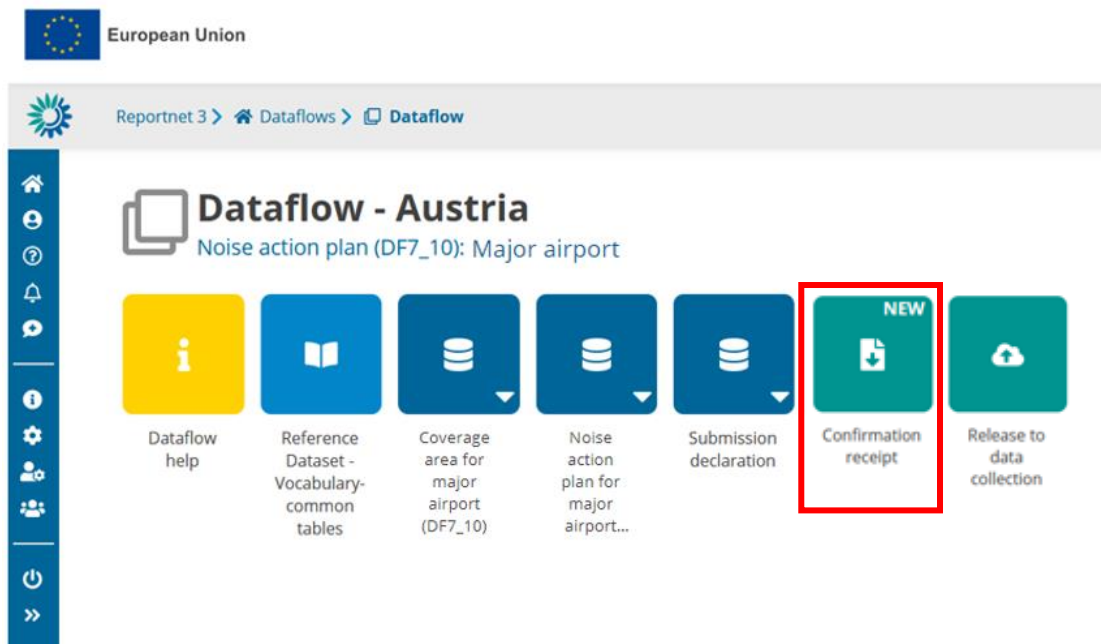 European Union
Reportnet 3 > Dataflows > Dataflow
Dataflow - Austria
Noise action plan (DF7_10): Major airport
NEW
Dataflow
help
Reference
Dataset -
Vocabulary-
common
tables
Coverage
area for
major
airport
(DF7_10)
Noise
action
plan for
major
airport...
Submission
declaration
Confirmation
receipt
Release to
data
collection